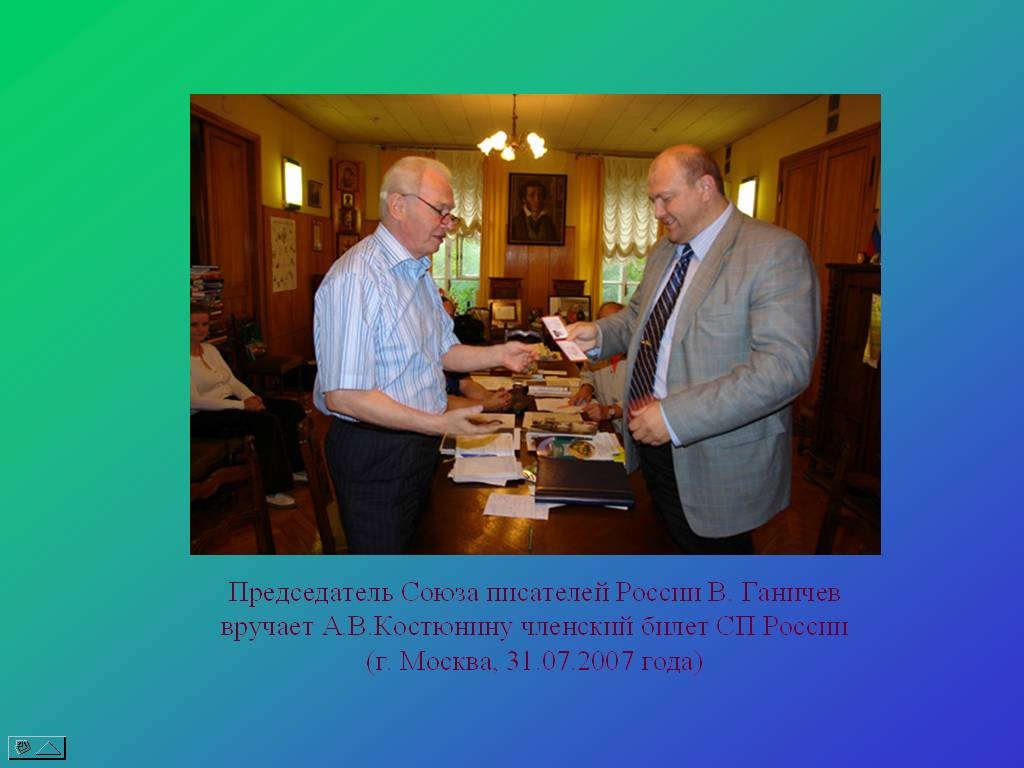 Председатель Союза писателей России В. Ганичев
вручает А.В.Костюнину членский билет СП России
(г. Москва, 31.07.2007 года)